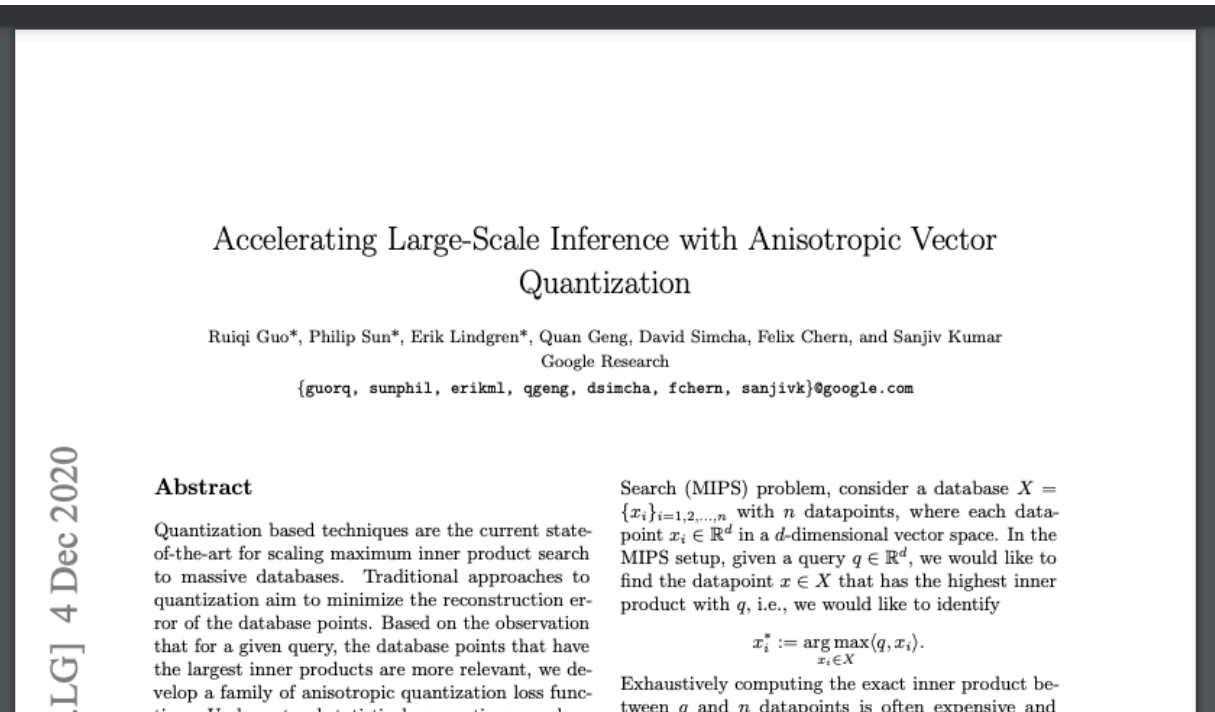 Accelerating Large-Scale Inference with Anisotropic Vector
Quantization
Ruiqi Guo*, Philip Sun*, Erik Lindgren*, Quan Geng, David Simcha, Felix Chern, and Sanjiv Kumar
Google Research
{guorq, sunphil, erikml, qgeng, dsimcha, fchern, sanjivk}@google.com
.LG] 4 Dec 2020
Abstract
Quantization based techniques are the current state-
of-the-art for scaling maximum inner product search
to massive databases. Traditional approaches to
quantization aim to minimize the reconstruction er-
ror of the database points. Based on the observation
that for a given query, the database points that have
the largest inner products are more relevant, we de-
velop a family of anisotropic quantization loss func-
Search (MIPS) problem, consider a database X =
{x_i}_{i=1,2,...,n} with n datapoints, where each data-
point x_i ∈ ℝ^d in a d-dimensional vector space. In the
MIPS setup, given a query q ∈ ℝ^d, we would like to
find the datapoint x ∈ X that has the highest inner
product with q, i.e., we would like to identify
x_i^* := arg max⟨q, x_i⟩.
x_i∈X
Exhaustively computing the exact inner product be-
tween q and n datapoints is often expensive and